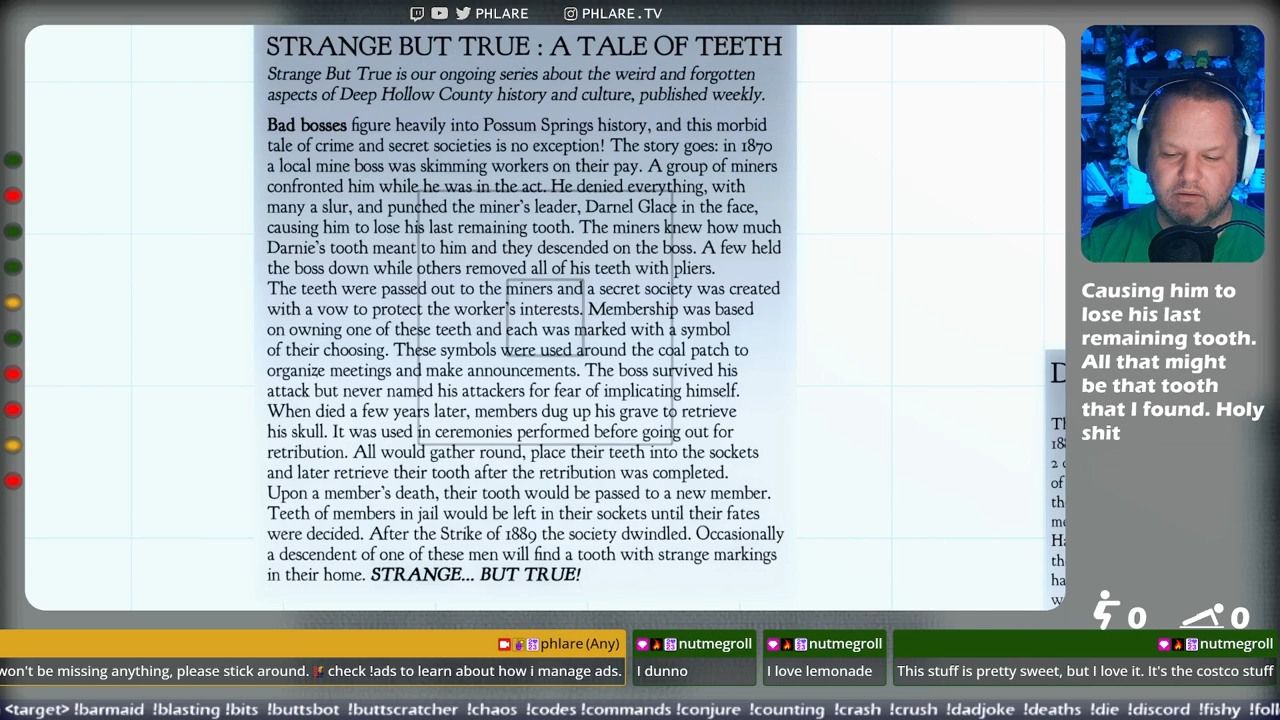 PHLARE PHLARE.TV
STRANGE BUT TRUE : A TALE OF TEETH
Strange But True is our ongoing series about the weird and forgotten
aspects of Deep Hollow County history and culture, published weekly.
Bad bosses figure heavily into Possum Springs history, and this morbid
tale of crime and secret societies is no exception! The story goes: in 1870
a local mine boss was skimming workers on their pay. A group of miners
confronted him while he was in the act. He denied everything, with
many a slur, and punched the miner's leader, Darnel Glace in the face,
causing him to lose his last remaining tooth. The miners knew how much
Darnie's tooth meant to him and they descended on the boss. A few held
the boss down while others removed all of his teeth with pliers.
The teeth were passed out to the miners and a secret society was created
with a vow to protect the worker's interests. Membership was based
on owning one of these teeth and each was marked with a symbol
of their choosing. These symbols were used around the coal patch to
organize meetings and make announcements. The boss survived his
attack but never named his attackers for fear of implicating himself.
When died a few years later, members dug up his grave to retrieve
his skull. It was used in ceremonies performed before going out for
retribution. All would gather round, place their teeth into the sockets
and later retrieve their tooth after the retribution was completed.
Upon a member's death, their tooth would be passed to a new member.
Teeth of members in jail would be left in their sockets until their fates
were decided. After the Strike of 1889 the society dwindled. Occasionally
a descendent of one of these men will find a tooth with strange markings
in their home. STRANGE... BUT TRUE!
D
Th
188
2 c
of
the
me
Ha
the
ha
w
Causing him to
lose his last
remaining tooth.
All that might
be that tooth
that I found. Holy
shit
0 0
phlare (Any)
won't be missing anything, please stick around. check !ads to learn about how i manage ads.
nutmegroll
I dunno
nutmegroll
I love lemonade
nutmegroll
This stuff is pretty sweet, but I love it. It's the costco stuff
<target> !barmaid !blasting !bits !buttsbot !buttscratcher !chaos !codes !commands !conjure !counting !crash !crush !dadjoke !deaths !die !discord !fishy !foll